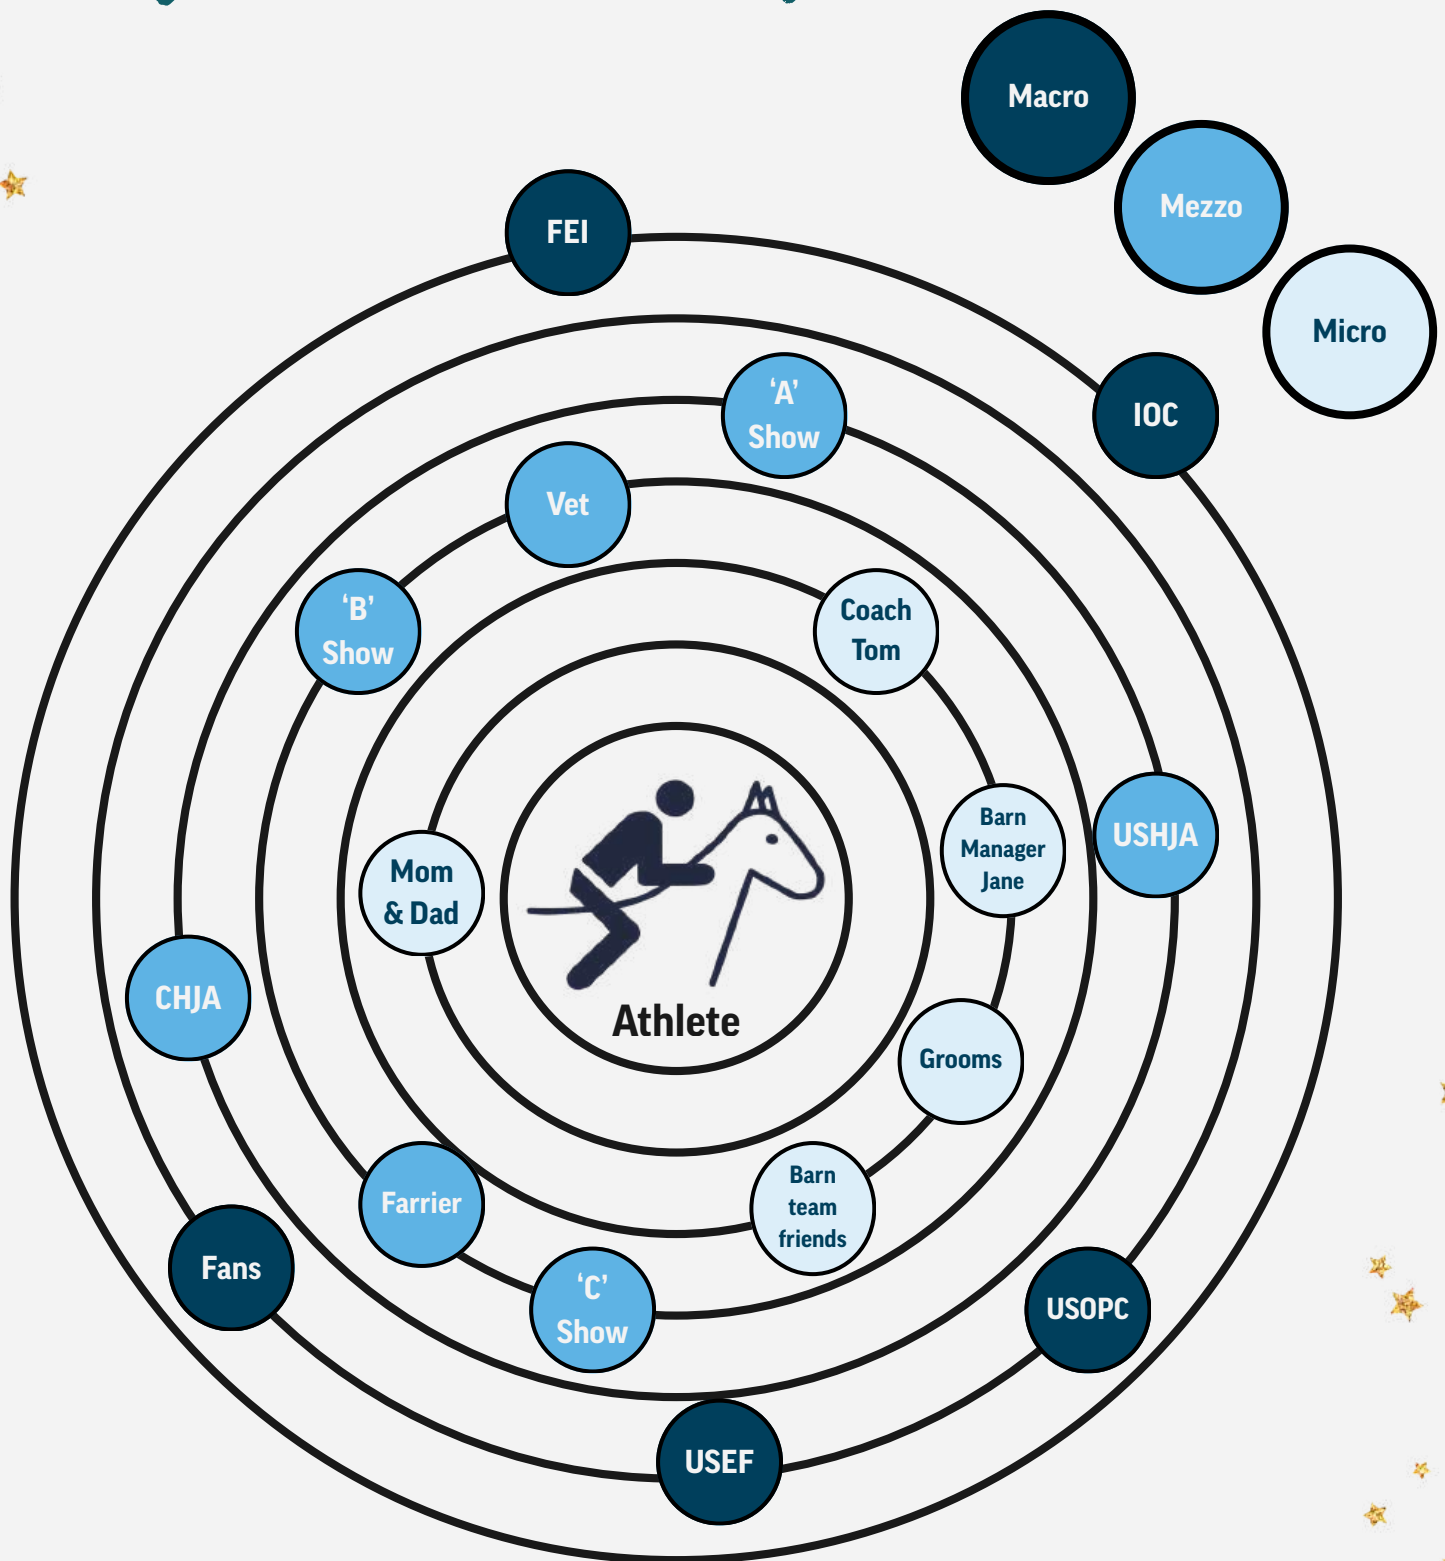 Macro
Mezzo
Micro
FEI
IOC
‘A’
Show
Vet
‘B’
Show
Coach
Tom
Barn
Manager
Jane
USHJA
Mom
& Dad
CHJA
Athlete
Grooms
Barn
team
friends
Farrier
Fans
‘C’
Show
USOPC
USEF